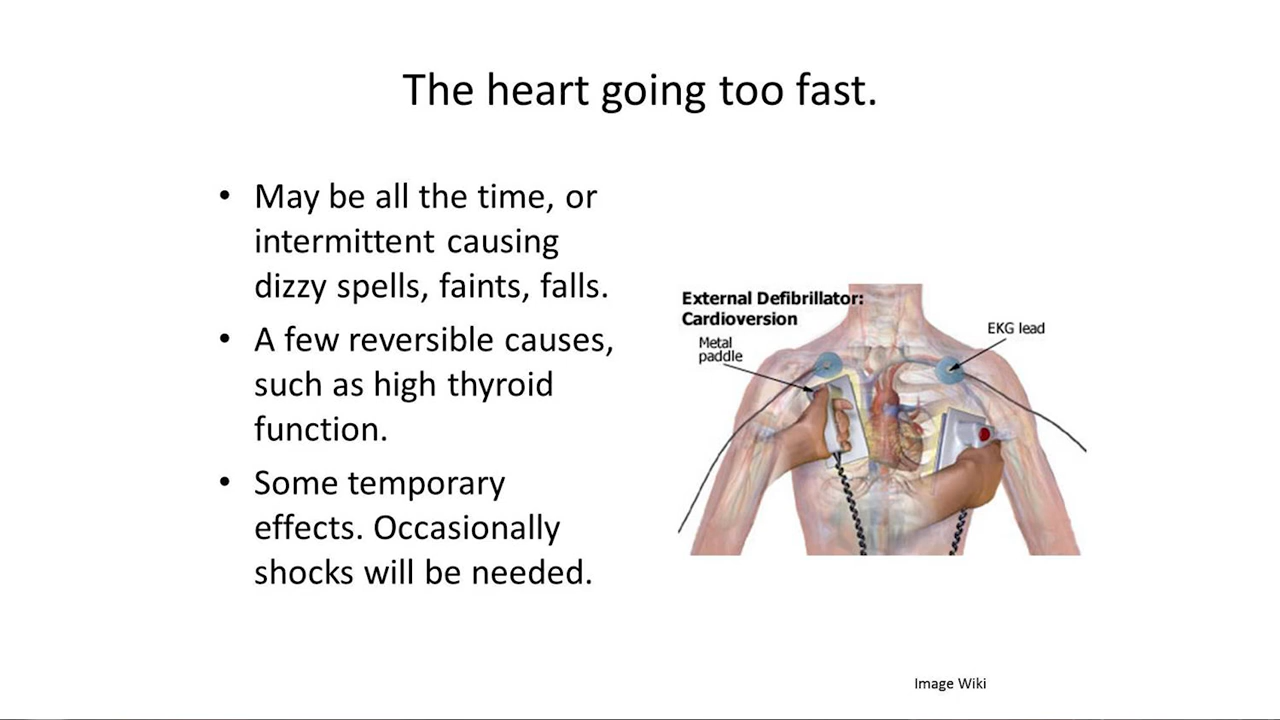 The heart going too fast.
• May be all the time, or
intermittent causing
dizzy spells, faints, falls.
• A few reversible causes,
such as high thyroid
function.
• Some temporary
effects. Occasionally
shocks will be needed.
External Defibrillator:
Cardioversion
Metal
paddle
EKG lead
Image Wiki